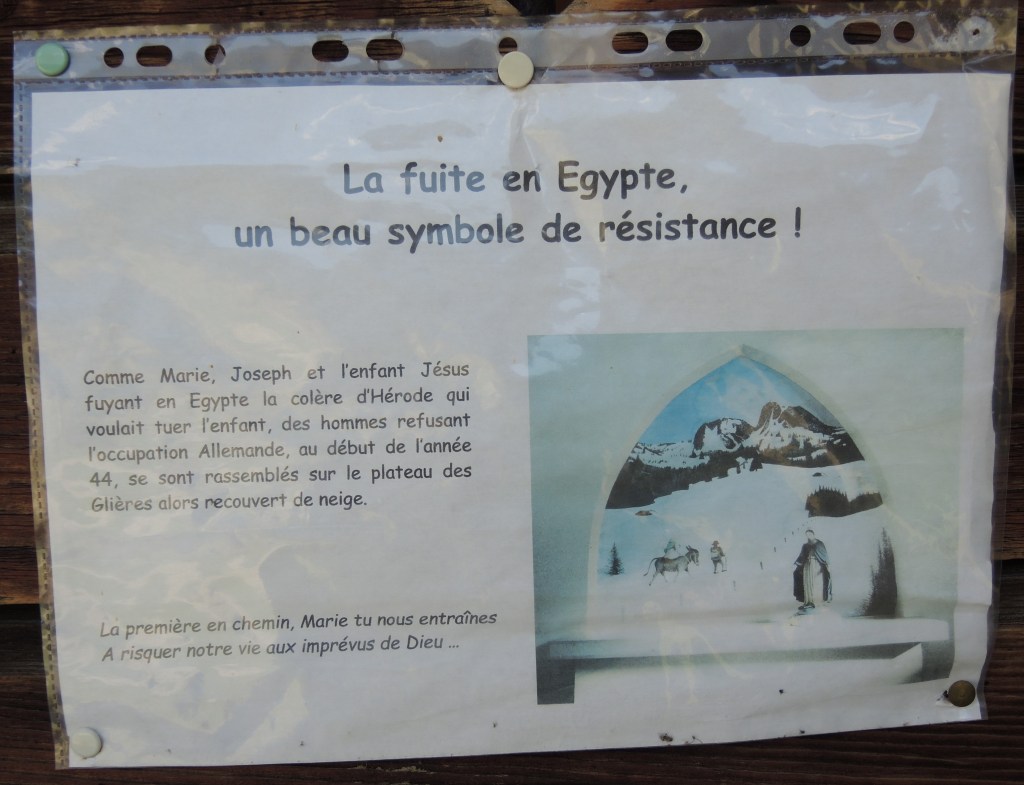 La fuite en Egypte,
un beau symbole de résistance !
Comme Marie, Joseph et l'enfant Jésus
fuyant en Egypte la colère d'Hérode qui
voulait tuer l'enfant, des hommes refusant
l'occupation Allemande, au début de l'année
44, se sont rassemblés sur le plateau des
Glières alors recouvert de neige.
La première en chemin, Marie tu nous entraînes
A risquer notre vie aux imprévus de Dieu ...